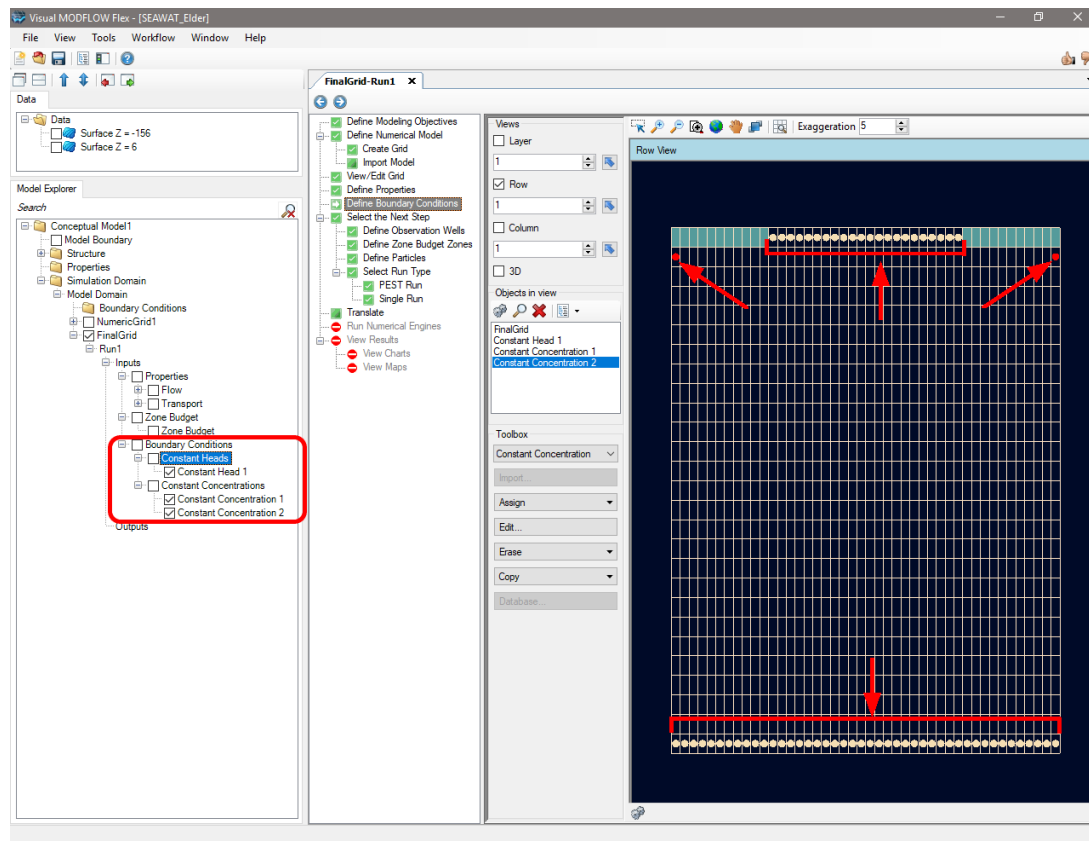 Visual MODFLOW Flex - [SEAWAT_Elder]
File View Tools Workflow Window Help
Data
Data
Surface Z = -156
Surface Z = 6
Model Explorer
Search
Conceptual Model1
Model Boundary
Structure
Properties
Simulation Domain
Model Domain
Boundary Conditions
NumericGrid1
FinalGrid
Run1
Inputs
Properties
Flow
Transport
Zone Budget
Zone Budget
Boundary Conditions
Constant Heads
Constant Head 1
Constant Concentrations
Constant Concentration 1
Constant Concentration 2
Outputs
FinalGrid-Run1 X
Define Modeling Objectives
Define Numerical Model
Create Grid
Import Model
View/Edit Grid
Define Properties
Define Boundary Conditions
Select the Next Step
Define Observation Wells
Define Zone Budget Zones
Define Particles
Select Run Type
PEST Run
Single Run
Translate
Run Numerical Engines
View Results
View Charts
View Maps
Views
Layer
1
Row
1
Column
1
3D
Objects in view
FinalGrid
Constant Head 1
Constant Concentration 1
Constant Concentration 2
Toolbox
Constant Concentration
Import...
Assign
Edit...
Erase
Copy
Database...
Exaggeration 5
Row View